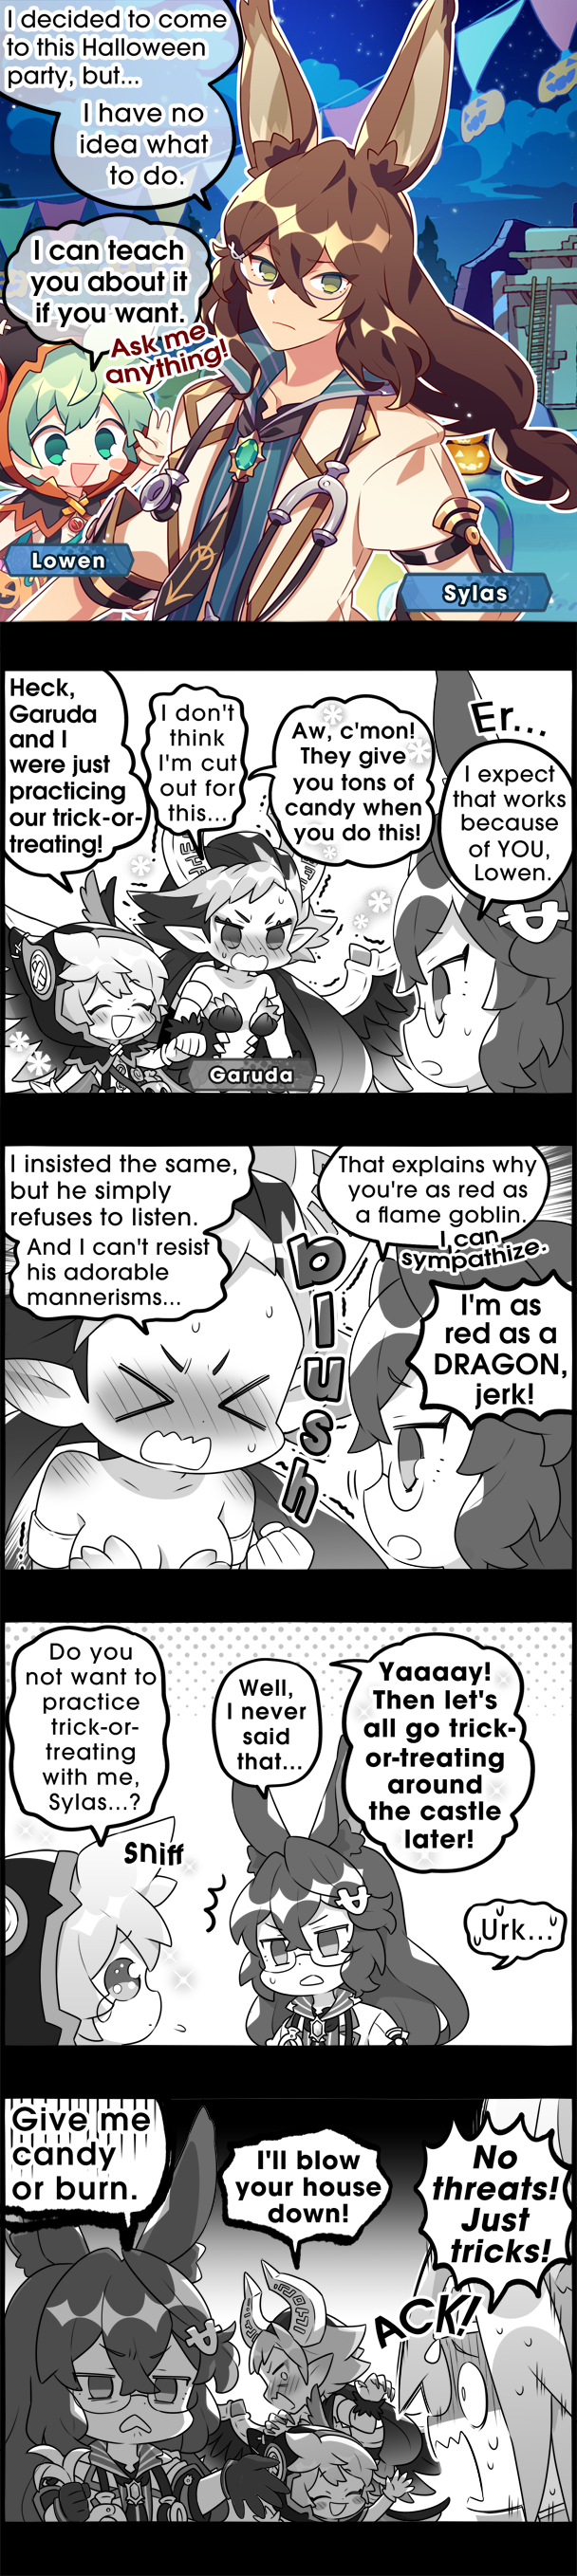 I decided to come
to this Halloween
party, but...
I have no
idea what
to do.
I can teach
you about it
if you want.
Ask me
anything!
Lowen
Sylas
Heck,
Garuda
and I
were just
practicing
our trick-or-
treating!
I don't
think
I'm cut
out for
this...
Aw, c'mon!
They give
you tons of
candy when
you do this!
Er...
I expect
that works
because
of YOU,
Lowen.
Garuda
I insisted the same,
but he simply
refuses to listen.
And I can't resist
his adorable
mannerisms...
blush
That explains why
you're as red as
a flame goblin.
I can
sympathize.
I'm as
red as a
DRAGON,
jerk!
Do you
not want to
practice
trick-or-
treating
with me,
Sylas...?
sniff
Well,
I never
said
that...
Yaaaay!
Then let's
all go trick-
or-treating
around
the castle
later!
Urk...
Give me
candy
or burn.
I'll blow
your house
down!
No
threats!
Just
tricks!
ACK!